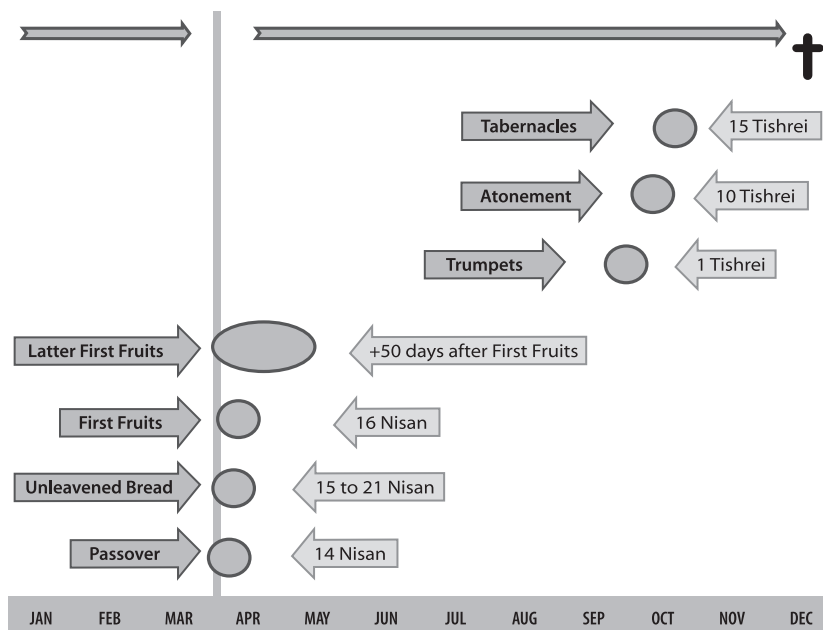 Tabernacles 15 Tishrei
Atonement 10 Tishrei
Trumpets 1 Tishrei
Latter First Fruits +50 days after First Fruits
First Fruits 16 Nisan
Unleavened Bread 15 to 21 Nisan
Passover 14 Nisan
JAN FEB MAR APR MAY JUN JUL AUG SEP OCT NOV DEC